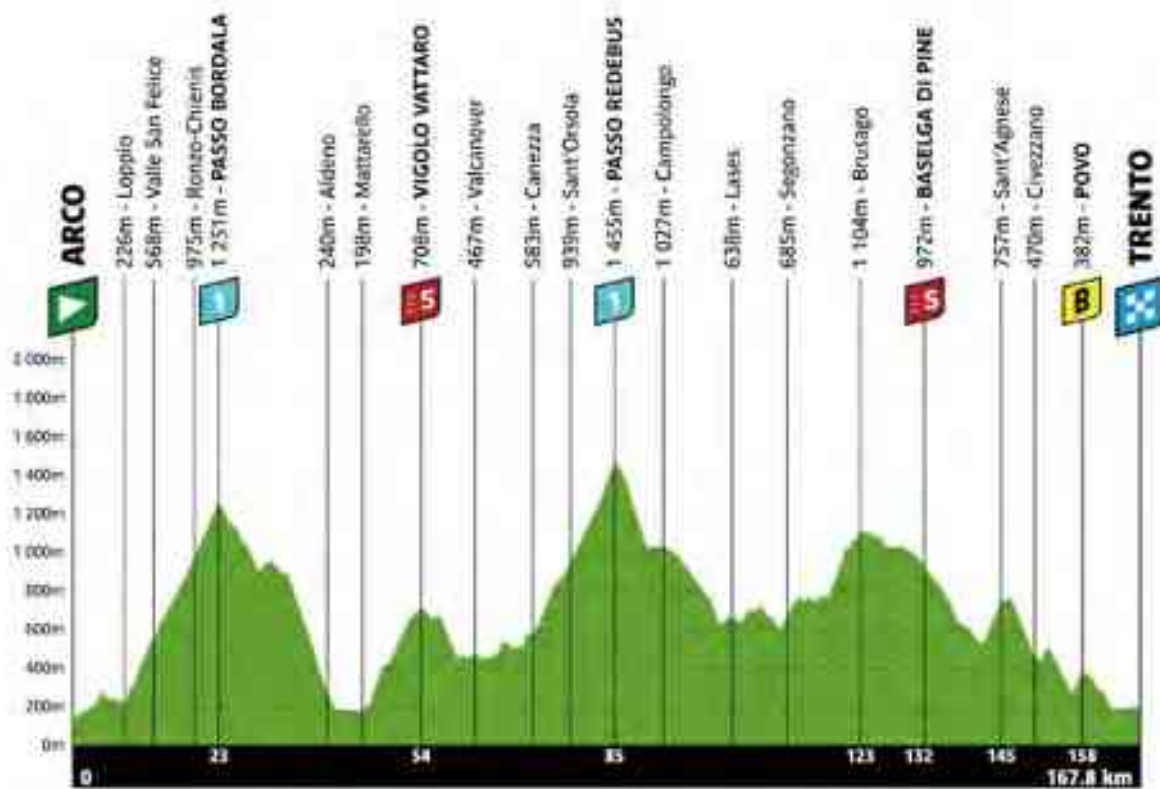 ARCO
226m - Loppio
568m - Valle San Felice
975m - Ronzo-Chienis
1 251m - PASSO BORDALA
240m - Aldeno
198m - Mattarello
708m - VIGOLO VATTARO
467m - Valcanover
583m - Canezza
939m - Sant'Orsola
1 455m - PASSO REDEBUS
1 027m - Campolongo
638m - Lases
685m - Segonzano
1 104m - Brusago
972m - BASELGA DI PINE
757m - Sant'Agnese
470m - Civezzano
382m - POVO
TRENTO
1
S
1
S
B
2 000m
1 800m
1 600m
1 400m
1 200m
1 000m
800m
600m
400m
200m
0m
23
54
85
123
132
145
158
0
167.8 km